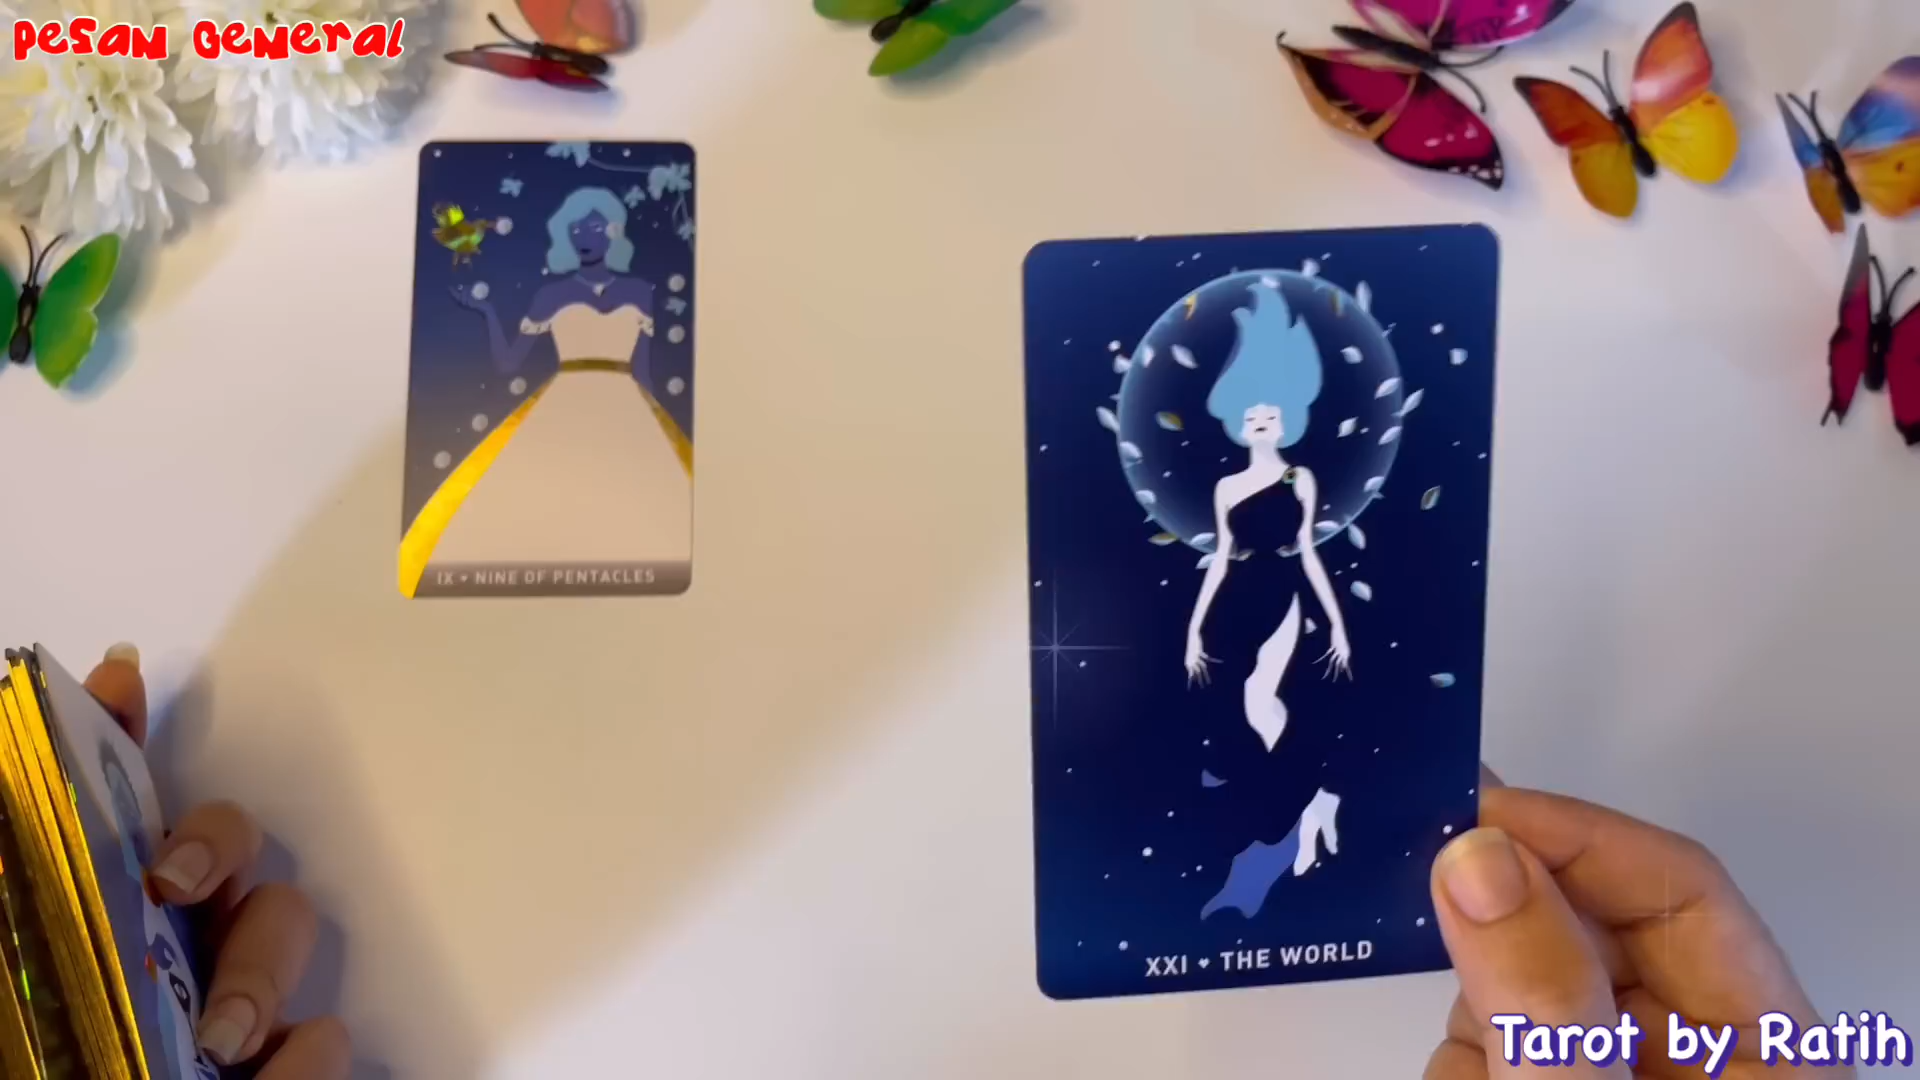 PESAN GENERAL
IX ♥ NINE OF PENTACLES
XXI ♥ THE WORLD
Tarot by Ratih